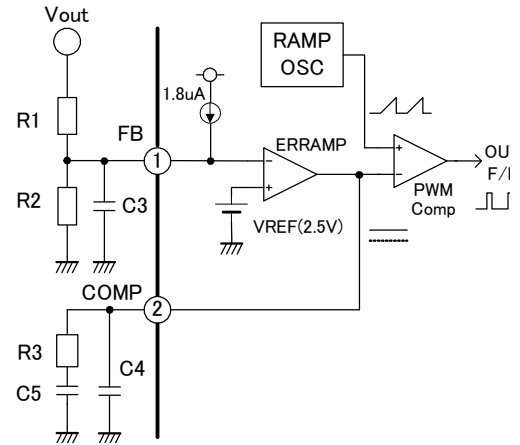 Vout
RAMP
OSC
1.8uA
R1
FB
1
ERRAMP
OU
F/
R2
C3
VREF(2.5V)
PWM
Comp
COMP
2
R3
C5
C4